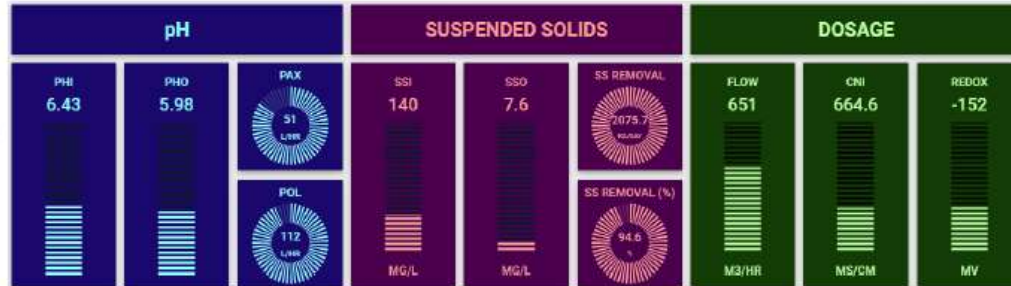 pH
SUSPENDED SOLIDS
DOSAGE
PHI
6.43
PHO
5.98
PAX
51
L/HR
POL
112
L/HR
SSI
140
MG/L
SSO
7.6
MG/L
SS REMOVAL
2075.7
KG/DAY
SS REMOVAL (%)
94.6
%
FLOW
651
M3/HR
CNI
664.6
MS/CM
REDOX
-152
MV